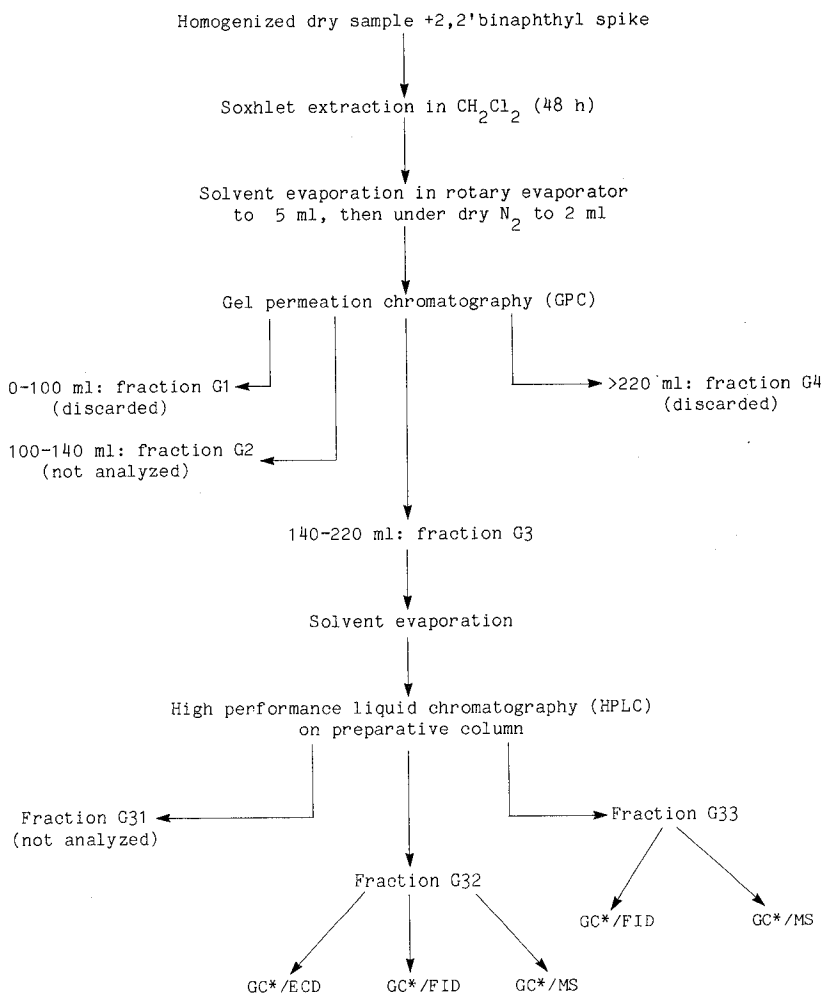 Homogenized dry sample +2,2'binaphthyl spike
Soxhlet extraction in CH2Cl2 (48 h)
Solvent evaporation in rotary evaporator
to 5 ml, then under dry N2 to 2 ml
Gel permeation chromatography (GPC)
0-100 ml: fraction G1
(discarded)
>220 ml: fraction G4
(discarded)
100-140 ml: fraction G2
(not analyzed)
140-220 ml: fraction G3
Solvent evaporation
High performance liquid chromatography (HPLC)
on preparative column
Fraction G31
(not analyzed)
Fraction G33
Fraction G32
GC*/FID
GC*/MS
GC*/ECD
GC*/FID
GC*/MS